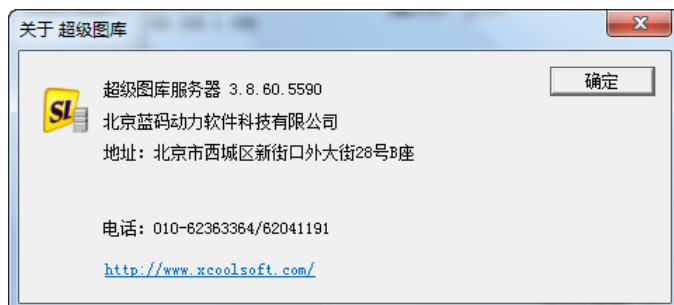 关于 超级图库
超级图库服务器 3.8.60.5590
确定
北京蓝码动力软件科技有限公司
地址：北京市西城区新街口外大街28号B座
电话：010-62363364/62041191
http://www.xcoolsoft.com/